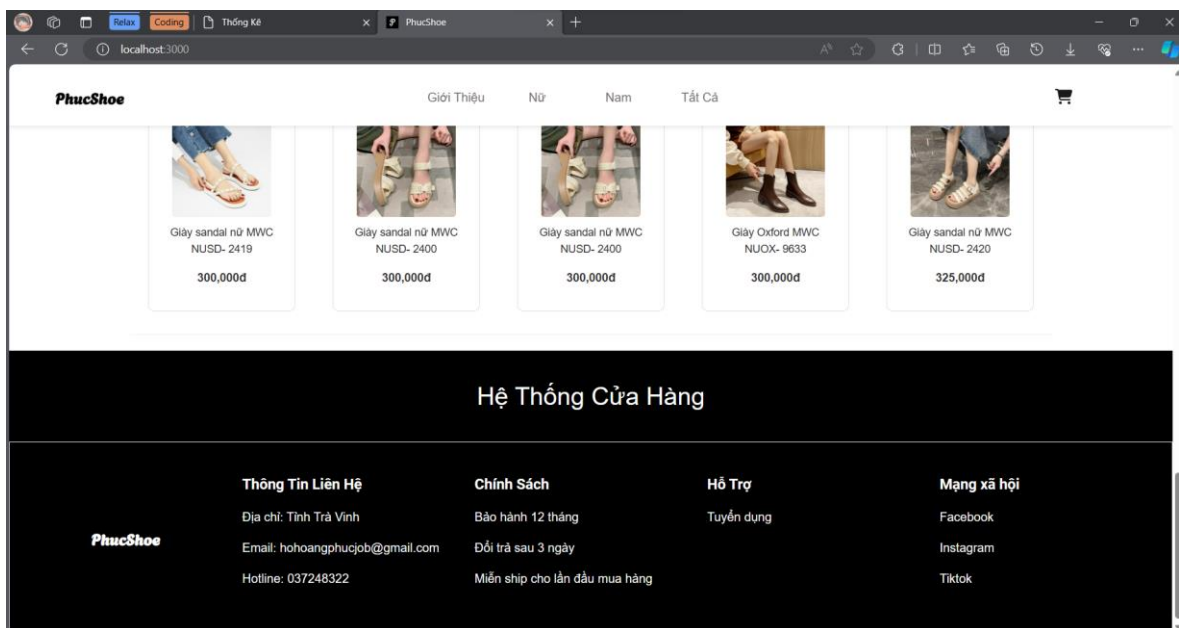 Relax
Coding
Thống Kê
PhucShoe
localhost:3000
PhucShoe
Giới Thiệu
Nữ
Nam
Tất Cả
Giày sandal nữ MWC
NUSD- 2419
300,000đ
Giày sandal nữ MWC
NUSD- 2400
300,000đ
Giày sandal nữ MWC
NUSD- 2400
300,000đ
Giày Oxford MWC
NUOX- 9633
300,000đ
Giày sandal nữ MWC
NUSD- 2420
325,000đ
Hệ Thống Cửa Hàng
PhucShoe
Thông Tin Liên Hệ
Địa chỉ: Tỉnh Trà Vinh
Email: hohoangphucjob@gmail.com
Hotline: 037248322
Chính Sách
Bảo hành 12 tháng
Đổi trả sau 3 ngày
Miễn ship cho lần đầu mua hàng
Hỗ Trợ
Tuyển dụng
Mạng xã hội
Facebook
Instagram
Tiktok